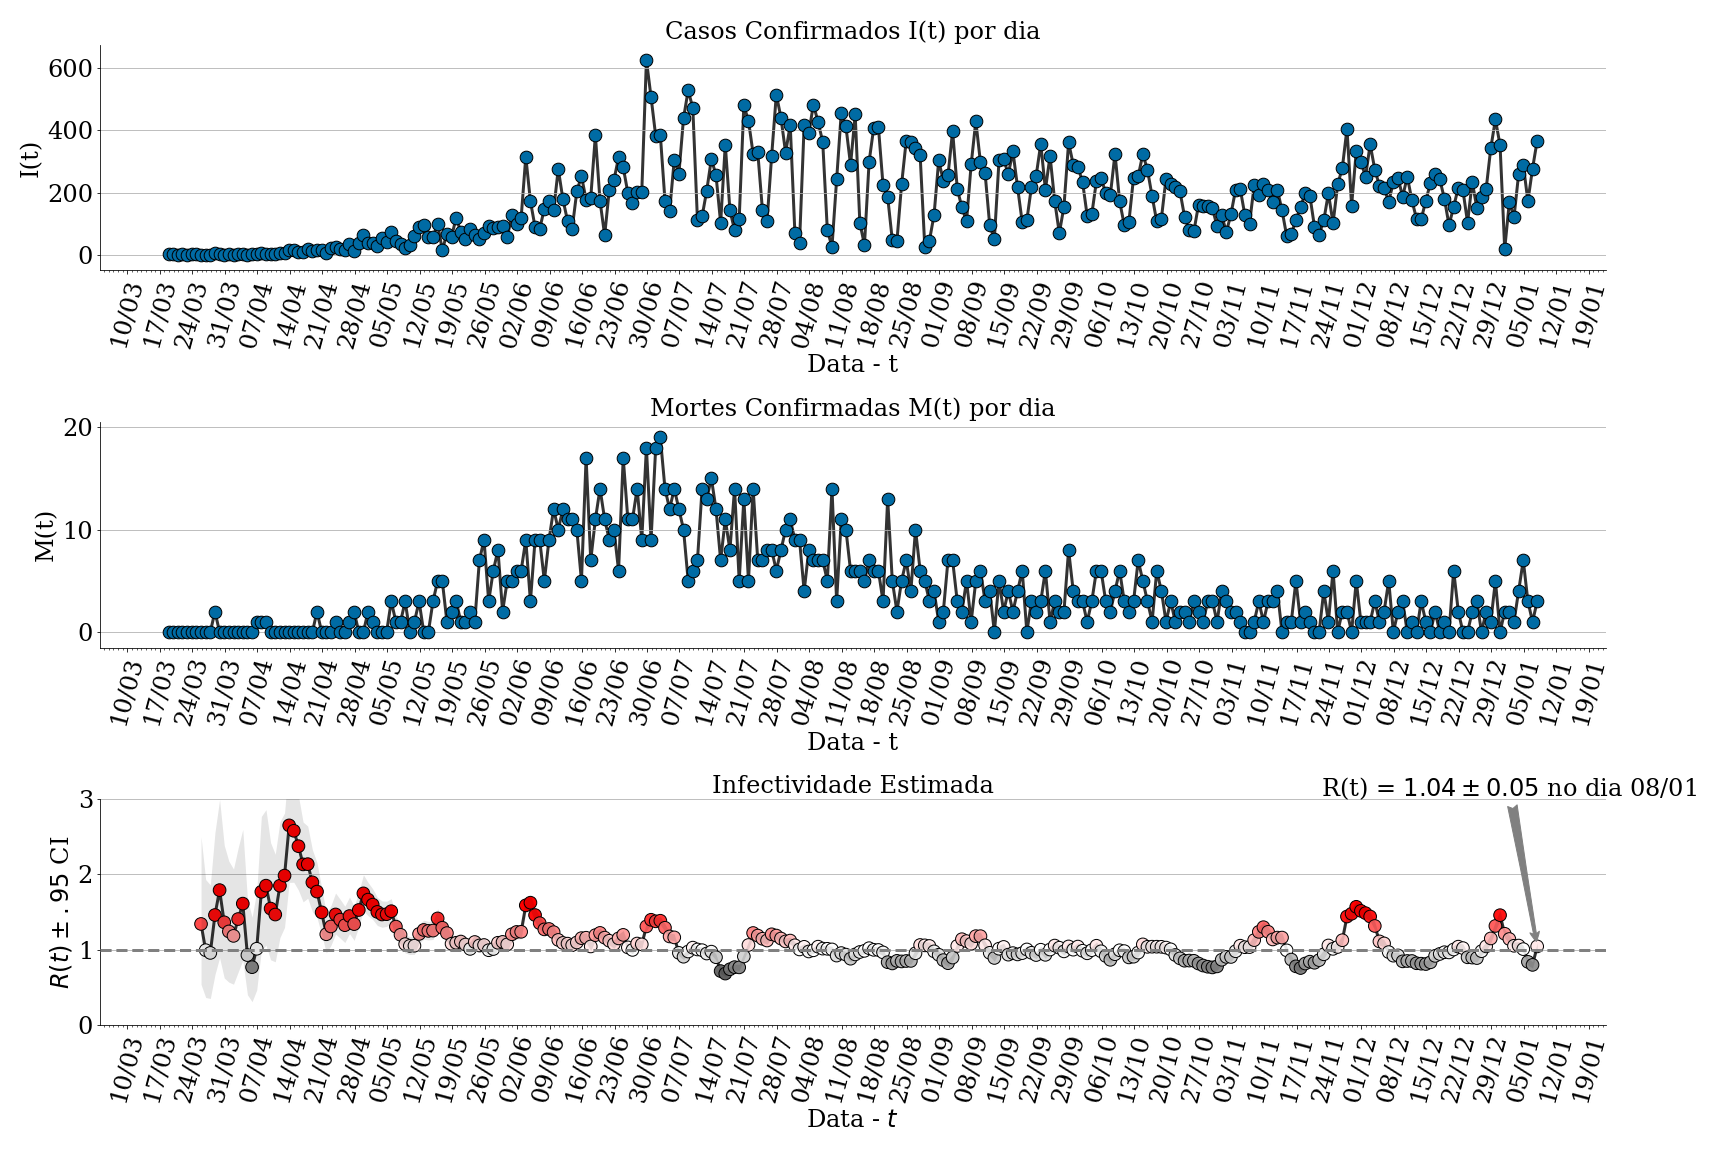 Casos Confirmados I(t) por dia
I(t)
600
400
200
0
10/03 17/03 24/03 31/03 07/04 14/04 21/04 28/04 05/05 12/05 19/05 26/05 02/06 09/06 16/06 23/06 30/06 07/07 14/07 21/07 28/07 04/08 11/08 18/08 25/08 01/09 08/09 15/09 22/09 29/09 06/10 13/10 20/10 27/10 03/11 10/11 17/11 24/11 01/12 08/12 15/12 22/12 29/12 05/01 12/01 19/01
Data - t
Mortes Confirmadas M(t) por dia
M(t)
20
10
0
10/03 17/03 24/03 31/03 07/04 14/04 21/04 28/04 05/05 12/05 19/05 26/05 02/06 09/06 16/06 23/06 30/06 07/07 14/07 21/07 28/07 04/08 11/08 18/08 25/08 01/09 08/09 15/09 22/09 29/09 06/10 13/10 20/10 27/10 03/11 10/11 17/11 24/11 01/12 08/12 15/12 22/12 29/12 05/01 12/01 19/01
Data - t
Infectividade Estimada
R(t) = 1.04 ± 0.05 no dia 08/01
R(t) ± .95 CI
3
2
1
0
10/03 17/03 24/03 31/03 07/04 14/04 21/04 28/04 05/05 12/05 19/05 26/05 02/06 09/06 16/06 23/06 30/06 07/07 14/07 21/07 28/07 04/08 11/08 18/08 25/08 01/09 08/09 15/09 22/09 29/09 06/10 13/10 20/10 27/10 03/11 10/11 17/11 24/11 01/12 08/12 15/12 22/12 29/12 05/01 12/01 19/01
Data - t